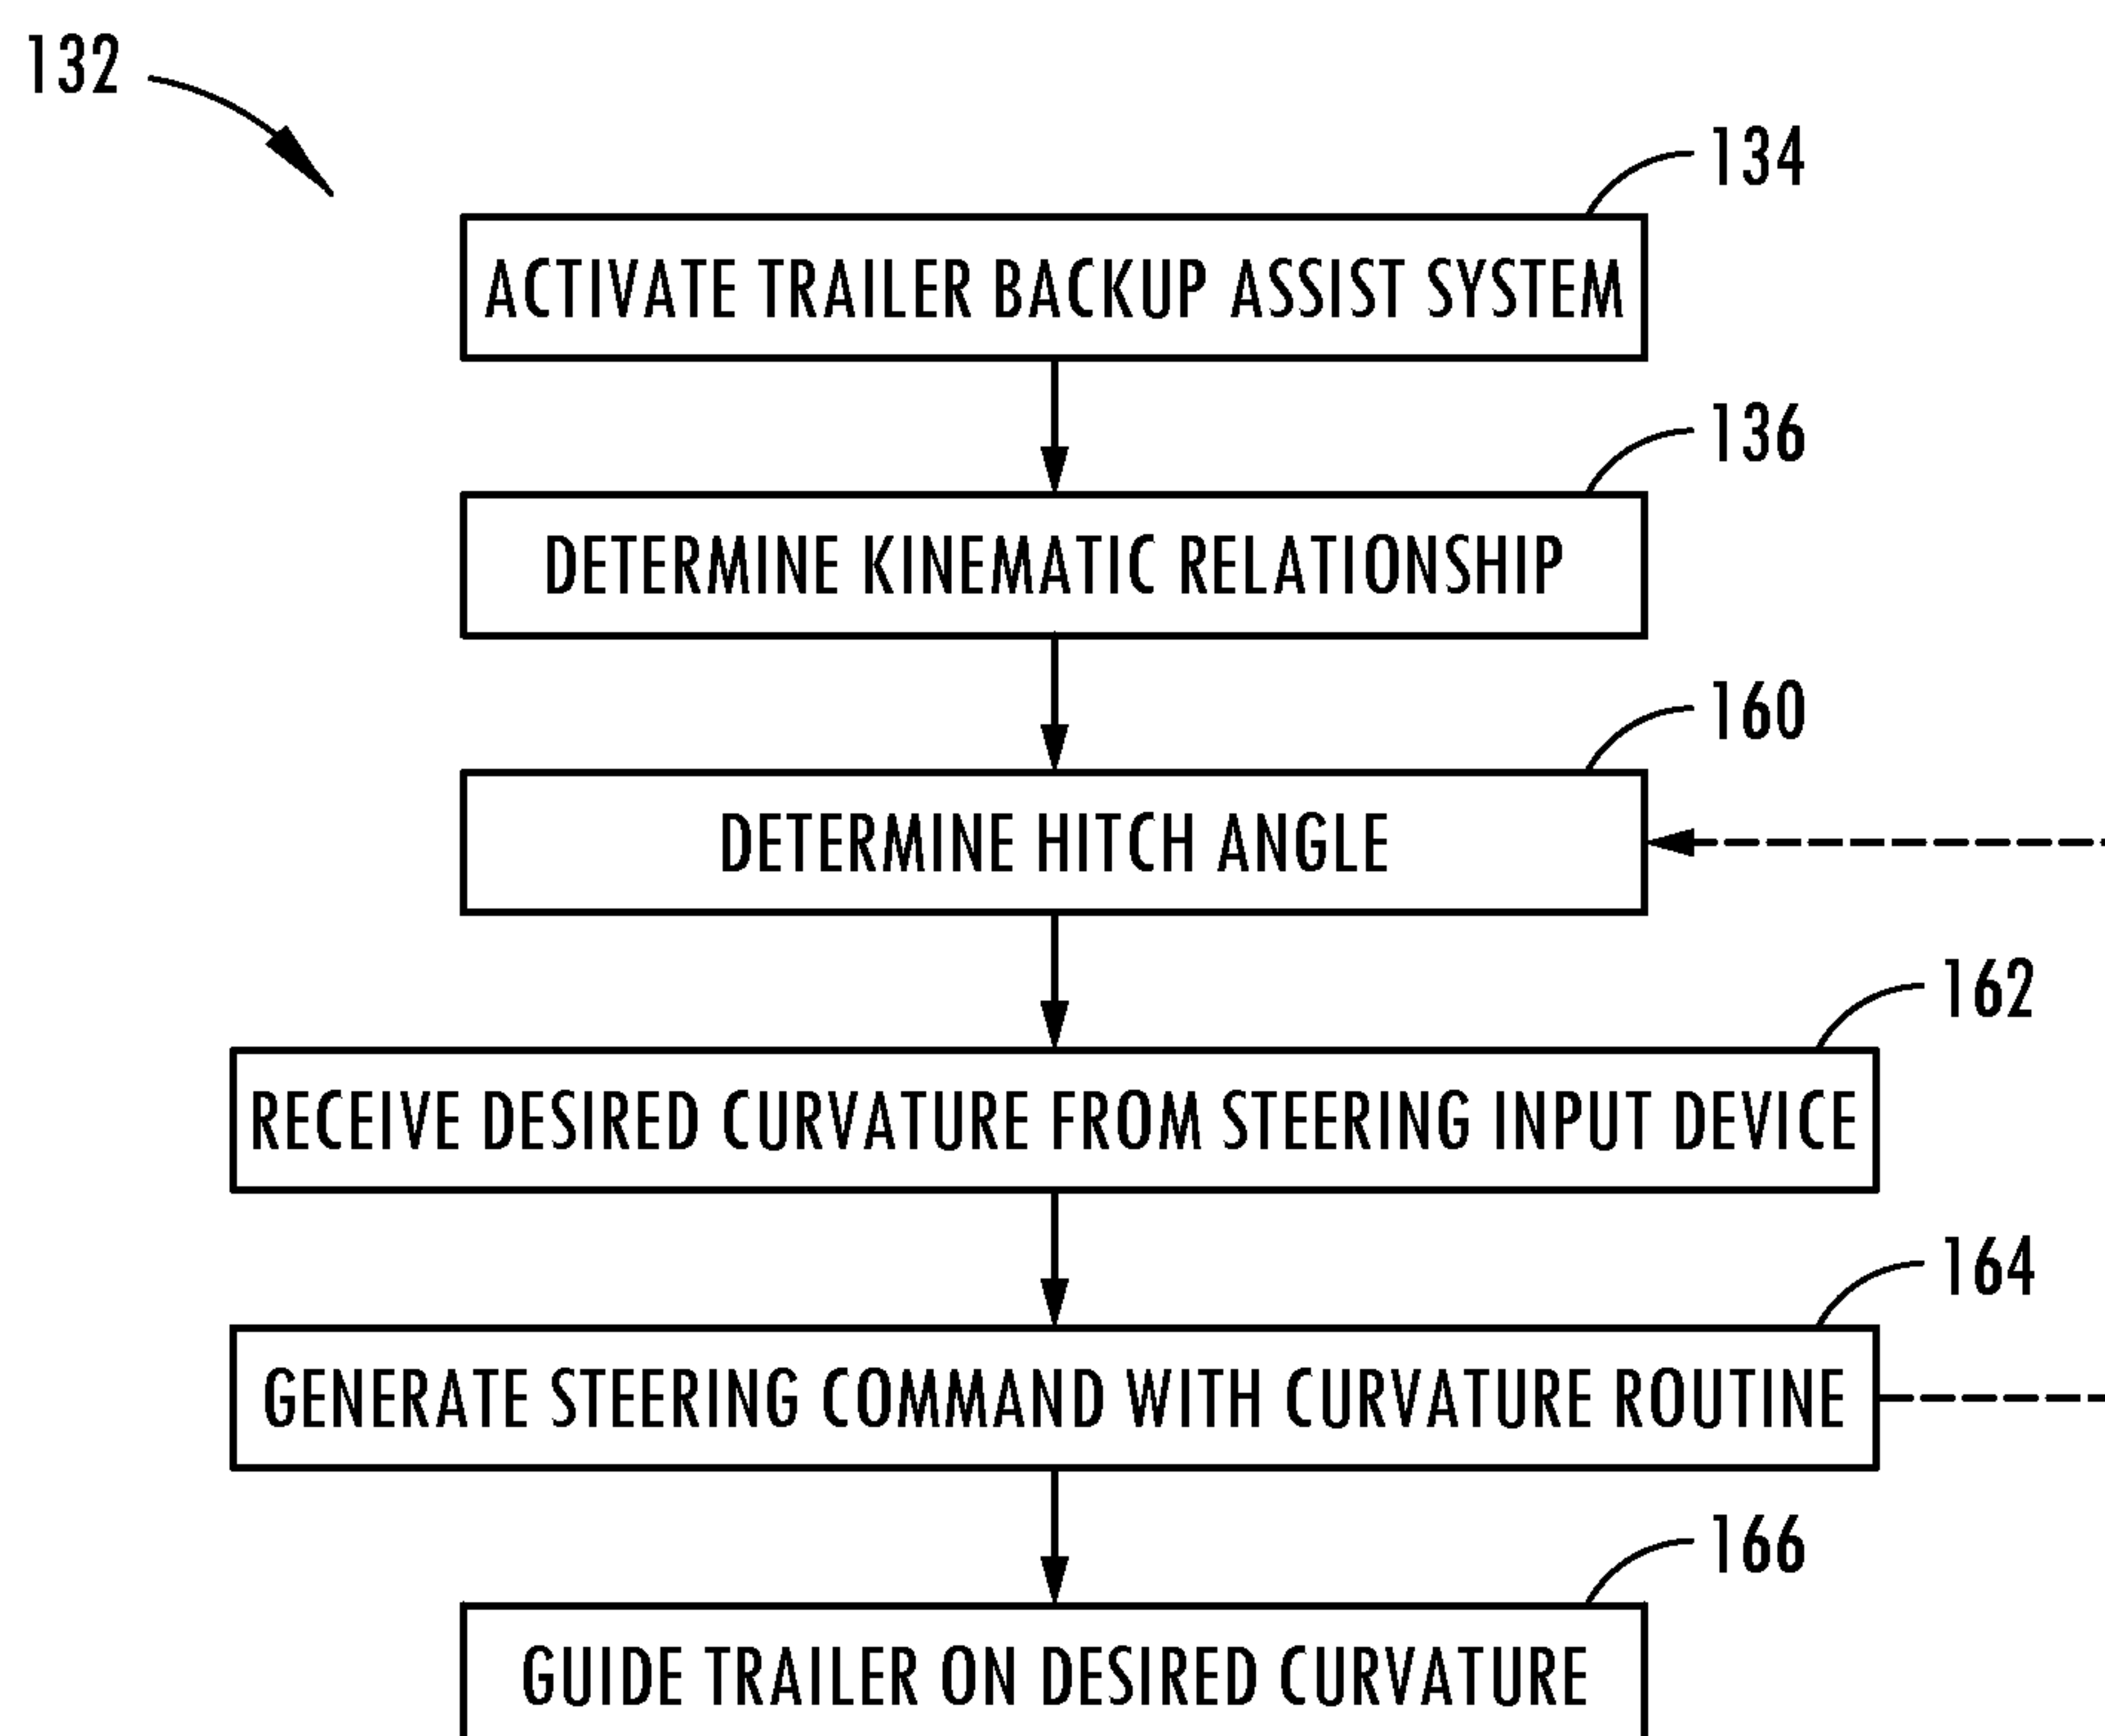 132
134
ACTIVATE TRAILER BACKUP ASSIST SYSTEM
136
DETERMINE KINEMATIC RELATIONSHIP
160
DETERMINE HITCH ANGLE
162
RECEIVE DESIRED CURVATURE FROM STEERING INPUT DEVICE
164
GENERATE STEERING COMMAND WITH CURVATURE ROUTINE
166
GUIDE TRAILER ON DESIRED CURVATURE